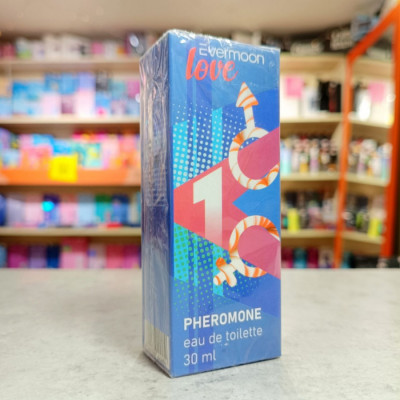 Evermoon
love
1
PHEROMONE
eau de toilette
30 ml